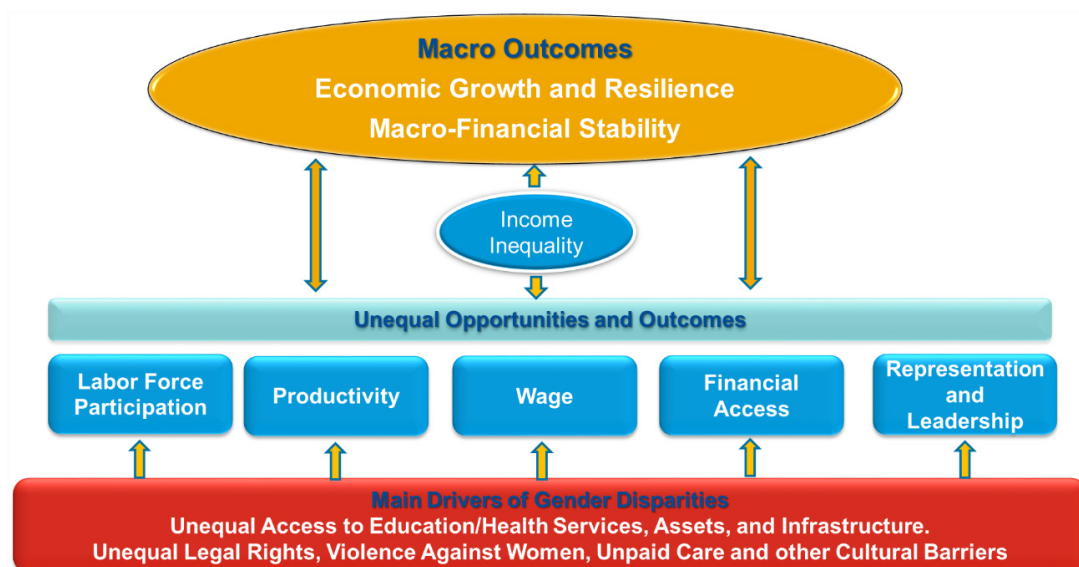 Macro Outcomes
Economic Growth and Resilience
Macro-Financial Stability
Income
Inequality
Unequal Opportunities and Outcomes
Labor Force
Participation
Productivity
Wage
Financial
Access
Representation
and
Leadership
Main Drivers of Gender Disparities
Unequal Access to Education/Health Services, Assets, and Infrastructure.
Unequal Legal Rights, Violence Against Women, Unpaid Care and other Cultural Barriers